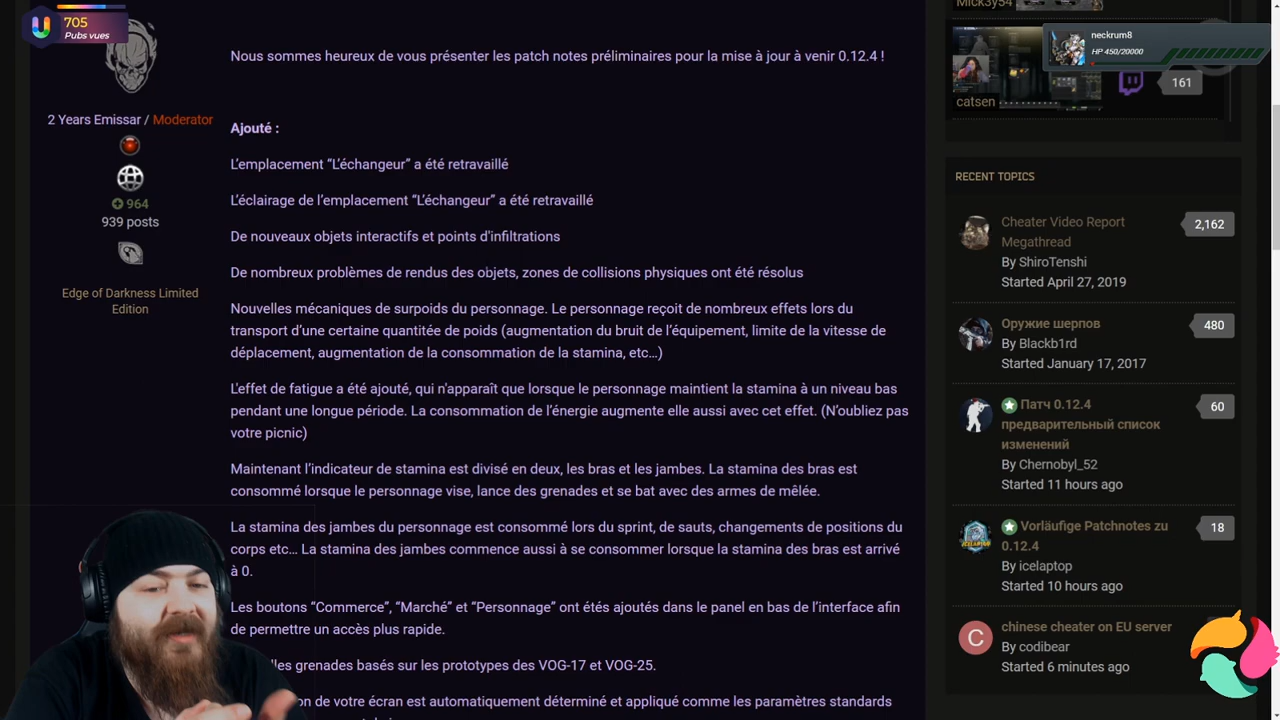 705
Pubs vues
2 Years Emissar / Moderator
964
939 posts
Edge of Darkness Limited
Edition
Nous sommes heureux de vous présenter les patch notes préliminaires pour la mise à jour à venir 0.12.4 !
Ajouté :
L’emplacement “L’échangeur” a été retravaillé
L’éclairage de l’emplacement “L’échangeur” a été retravaillé
De nouveaux objets interactifs et points d'infiltrations
De nombreux problèmes de rendus des objets, zones de collisions physiques ont été résolus
Nouvelles mécaniques de surpoids du personnage. Le personnage reçoit de nombreux effets lors du
transport d’une certaine quantitée de poids (augmentation du bruit de l’équipement, limite de la vitesse de
déplacement, augmentation de la consommation de la stamina, etc…)
L'effet de fatigue a été ajouté, qui n'apparaît que lorsque le personnage maintient la stamina à un niveau bas
pendant une longue période. La consommation de l’énergie augmente elle aussi avec cet effet. (N’oubliez pas
votre picnic)
Maintenant l’indicateur de stamina est divisé en deux, les bras et les jambes. La stamina des bras est
consommé lorsque le personnage vise, lance des grenades et se bat avec des armes de mêlée.
La stamina des jambes du personnage est consommé lors du sprint, de sauts, changements de positions du
corps etc… La stamina des jambes commence aussi à se consommer lorsque la stamina des bras est arrivé
à 0.
Les boutons “Commerce”, “Marché” et “Personnage” ont étés ajoutés dans le panel en bas de l’interface afin
de permettre un accès plus rapide.
lles grenades basés sur les prototypes des VOG-17 et VOG-25.
on de votre écran est automatiquement déterminé et appliqué comme les paramètres standards
Mick3y54
neckrum8
HP 450/20000
161
catsen
RECENT TOPICS
Cheater Video Report
Megathread
By ShiroTenshi
Started April 27, 2019
2,162
Оружие шерпов
By Blackb1rd
Started January 17, 2017
480
Патч 0.12.4
предварительный список
изменений
By Chernobyl_52
Started 11 hours ago
60
Vorläufige Patchnotes zu
0.12.4
By icelaptop
Started 10 hours ago
18
C
chinese cheater on EU server
By codibear
Started 6 minutes ago